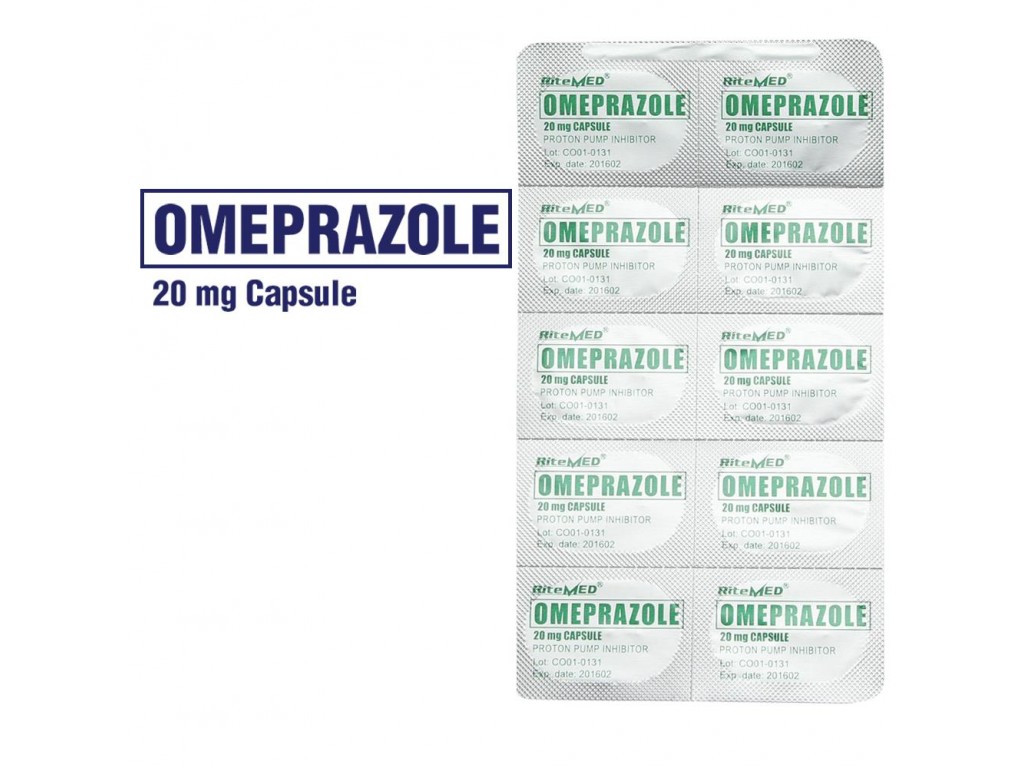 OMEPRAZOLE
20 mg Capsule
RiteMED®
OMEPRAZOLE
20 mg CAPSULE
PROTON PUMP INHIBITOR
Lot: CO01-0131
Exp. date: 201602
RiteMED®
OMEPRAZOLE
20 mg CAPSULE
PROTON PUMP INHIBITOR
Lot: CO01-0131
Exp. date: 201602
RiteMED®
OMEPRAZOLE
20 mg CAPSULE
PROTON PUMP INHIBITOR
Lot: CO01-0131
Exp. date: 201602
RiteMED®
OMEPRAZOLE
20 mg CAPSULE
PROTON PUMP INHIBITOR
Lot: CO01-0131
Exp. date: 201602
RiteMED®
OMEPRAZOLE
20 mg CAPSULE
PROTON PUMP INHIBITOR
Lot: CO01-0131
Exp. date: 201602
RiteMED®
OMEPRAZOLE
20 mg CAPSULE
PROTON PUMP INHIBITOR
Lot: CO01-0131
Exp. date: 201602
RiteMED®
OMEPRAZOLE
20 mg CAPSULE
PROTON PUMP INHIBITOR
Lot: CO01-0131
Exp. date: 201602
RiteMED®
OMEPRAZOLE
20 mg CAPSULE
PROTON PUMP INHIBITOR
Lot: CO01-0131
Exp. date: 201602
RiteMED®
OMEPRAZOLE
20 mg CAPSULE
PROTON PUMP INHIBITOR
Lot: CO01-0131
Exp. date: 201602
RiteMED®
OMEPRAZOLE
20 mg CAPSULE
PROTON PUMP INHIBITOR
Lot: CO01-0131
Exp. date: 201602